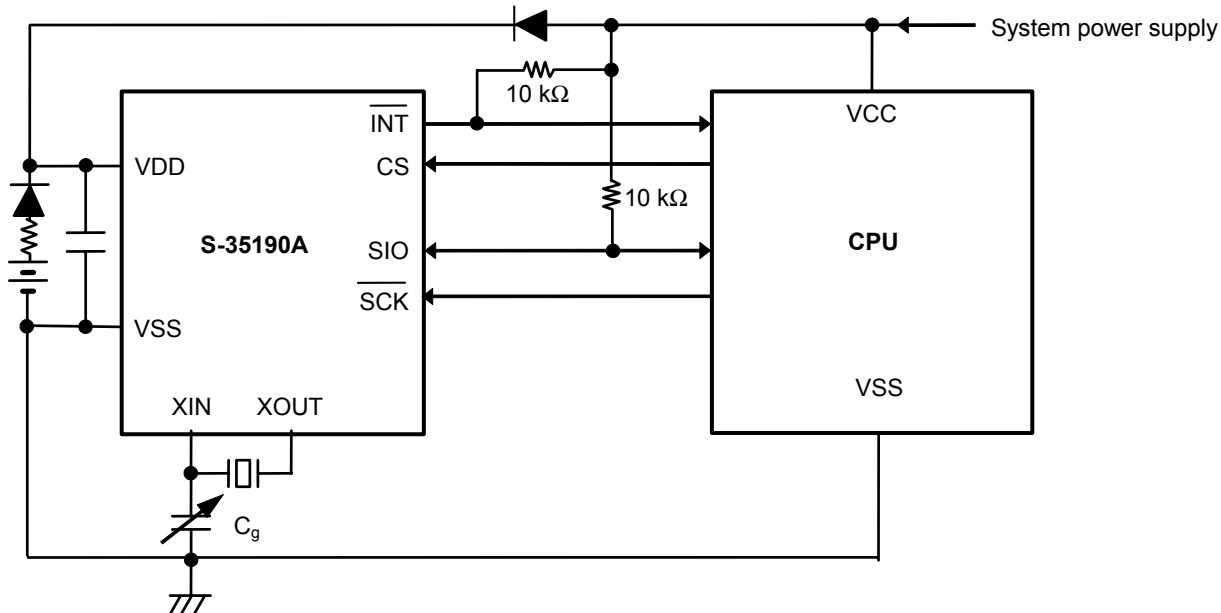 System power supply
10 kΩ
VCC
INT
CS
VDD
10 kΩ
S-35190A
SIO
CPU
SCK
VSS
VSS
XIN XOUT
Cg